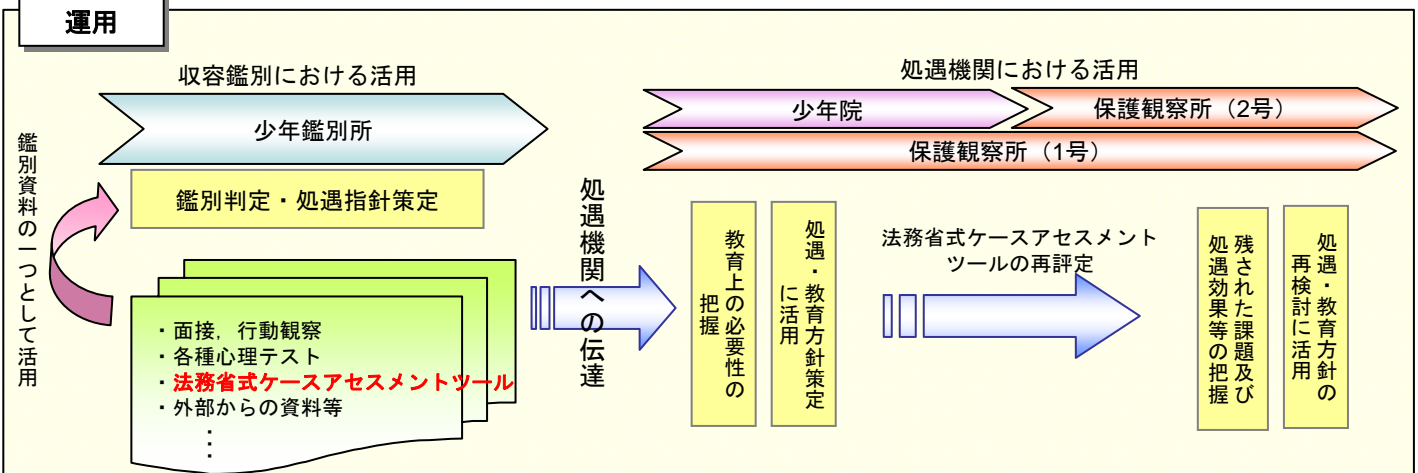 運用
収容鑑別における活用
少年鑑別所
鑑別判定・処遇指針策定
鑑別資料の一つとして活用
・面接，行動観察
・各種心理テスト
・法務省式ケースアセスメントツール
・外部からの資料等
：
処遇機関への伝達
処遇機関における活用
少年院
保護観察所（2号）
保護観察所（1号）
教育上の必要性の
把握
処遇・教育方針策定
に活用
法務省式ケースアセスメント
ツールの再評定
残された課題及び
処遇効果等の把握
処遇・教育方針の
再検討に活用